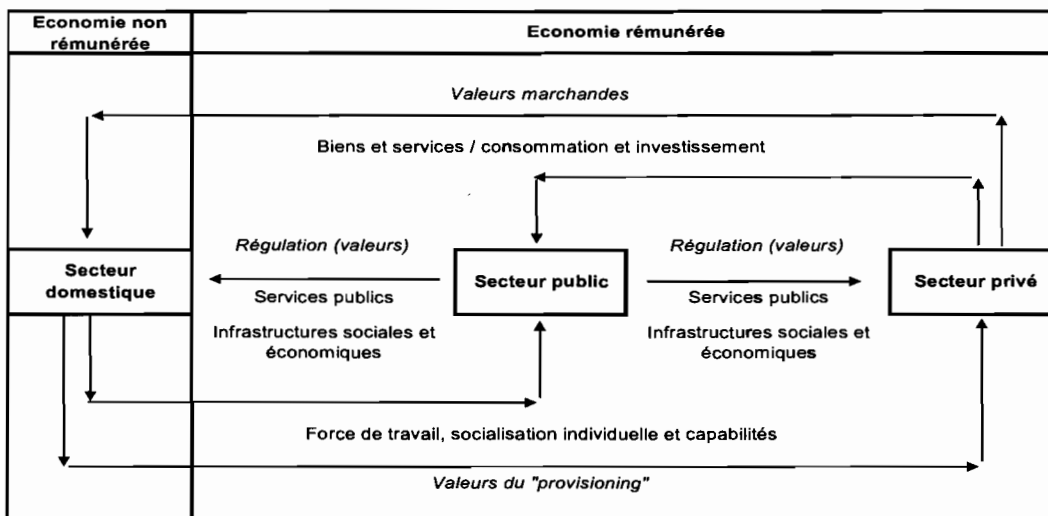 Economie non
rémunérée
Economie rémunérée
Valeurs marchandes
Biens et services / consommation et investissement
Régulation (valeurs)
Régulation (valeurs)
Secteur
domestique
Secteur public
Secteur privé
Services publics
Services publics
Infrastructures sociales et
économiques
Infrastructures sociales et
économiques
Force de travail, socialisation individuelle et capabilités
Valeurs du "provisioning"